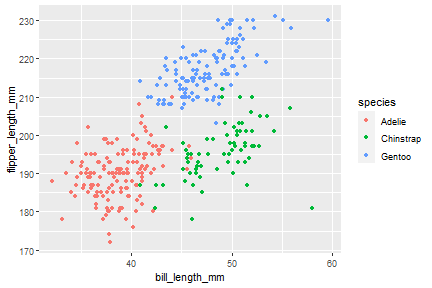 230
220
210
200
190
180
170
flipper_length_mm
40
50
60
bill_length_mm
species
Adelie
Chinstrap
Gentoo